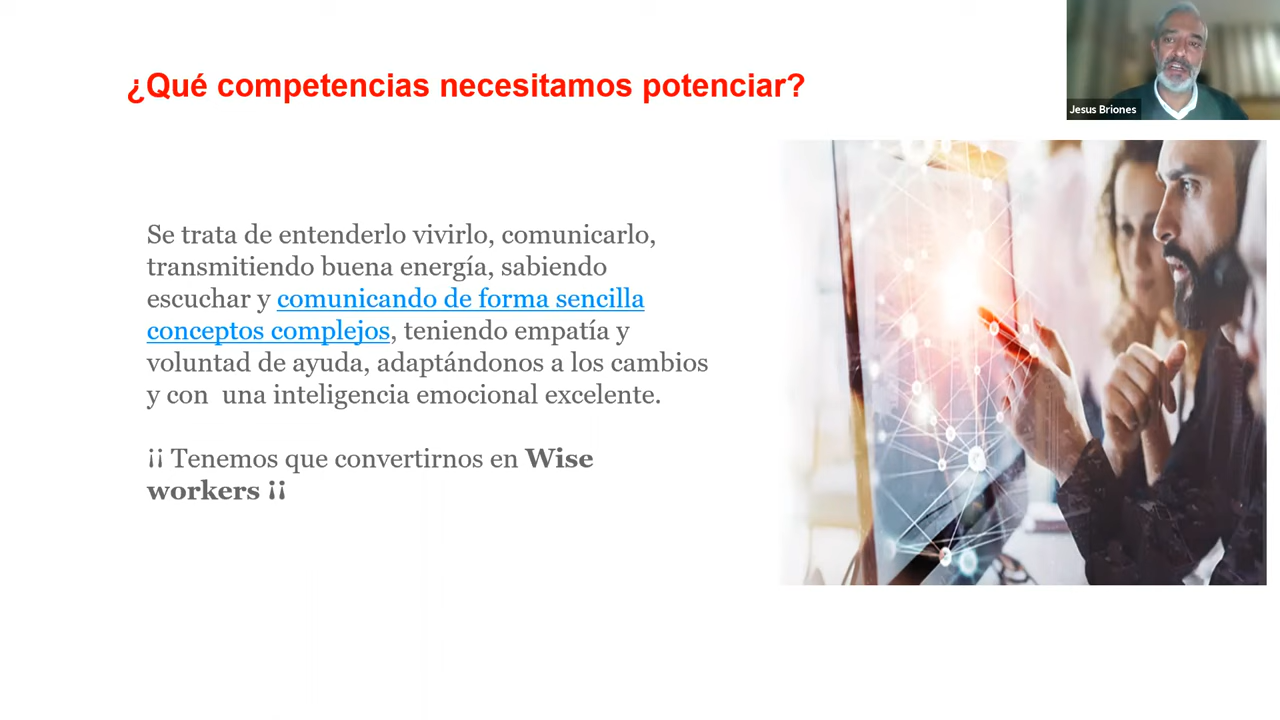 ¿Qué competencias necesitamos potenciar?
Jesus Briones
Se trata de entenderlo vivirlo, comunicarlo,
transmitiendo buena energía, sabiendo
escuchar y comunicando de forma sencilla
conceptos complejos, teniendo empatía y
voluntad de ayuda, adaptándonos a los cambios
y con  una inteligencia emocional excelente.
¡¡ Tenemos que convertirnos en Wise
workers ¡¡